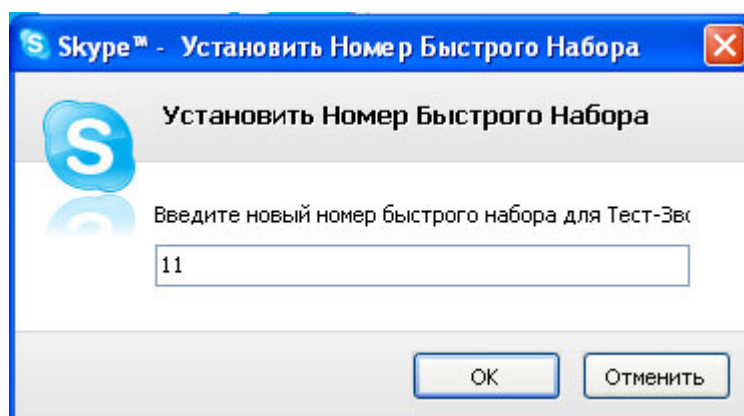 Skype™ - Установить Номер Быстрого Набора
Установить Номер Быстрого Набора
Введите новый номер быстрого набора для Тест-Зво
11
OK Отменить